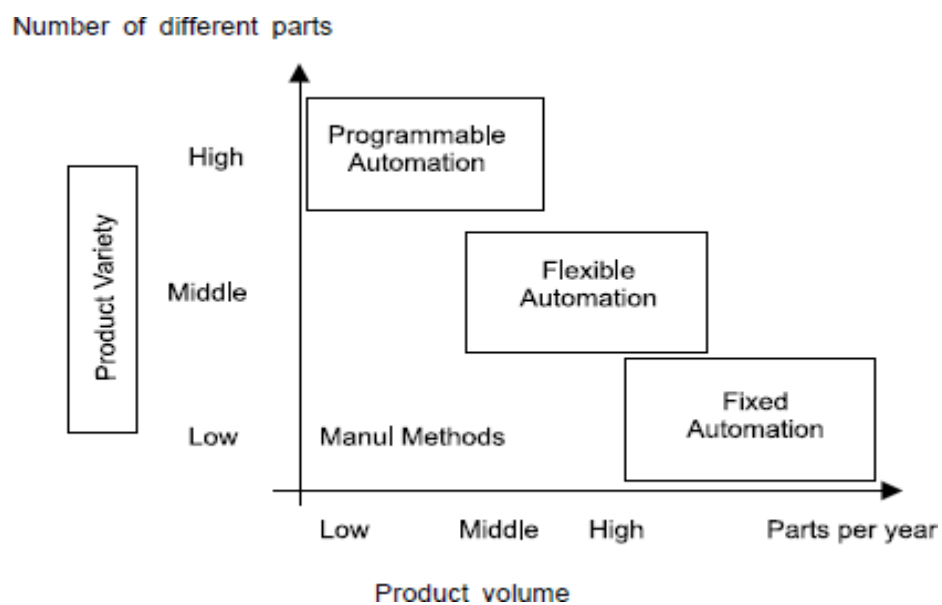 Number of different parts
Programmable
Automation
High
Product Variety
Flexible
Automation
Middle
Fixed
Automation
Low
Manul Methods
Low
Middle
High
Parts per year
Product volume